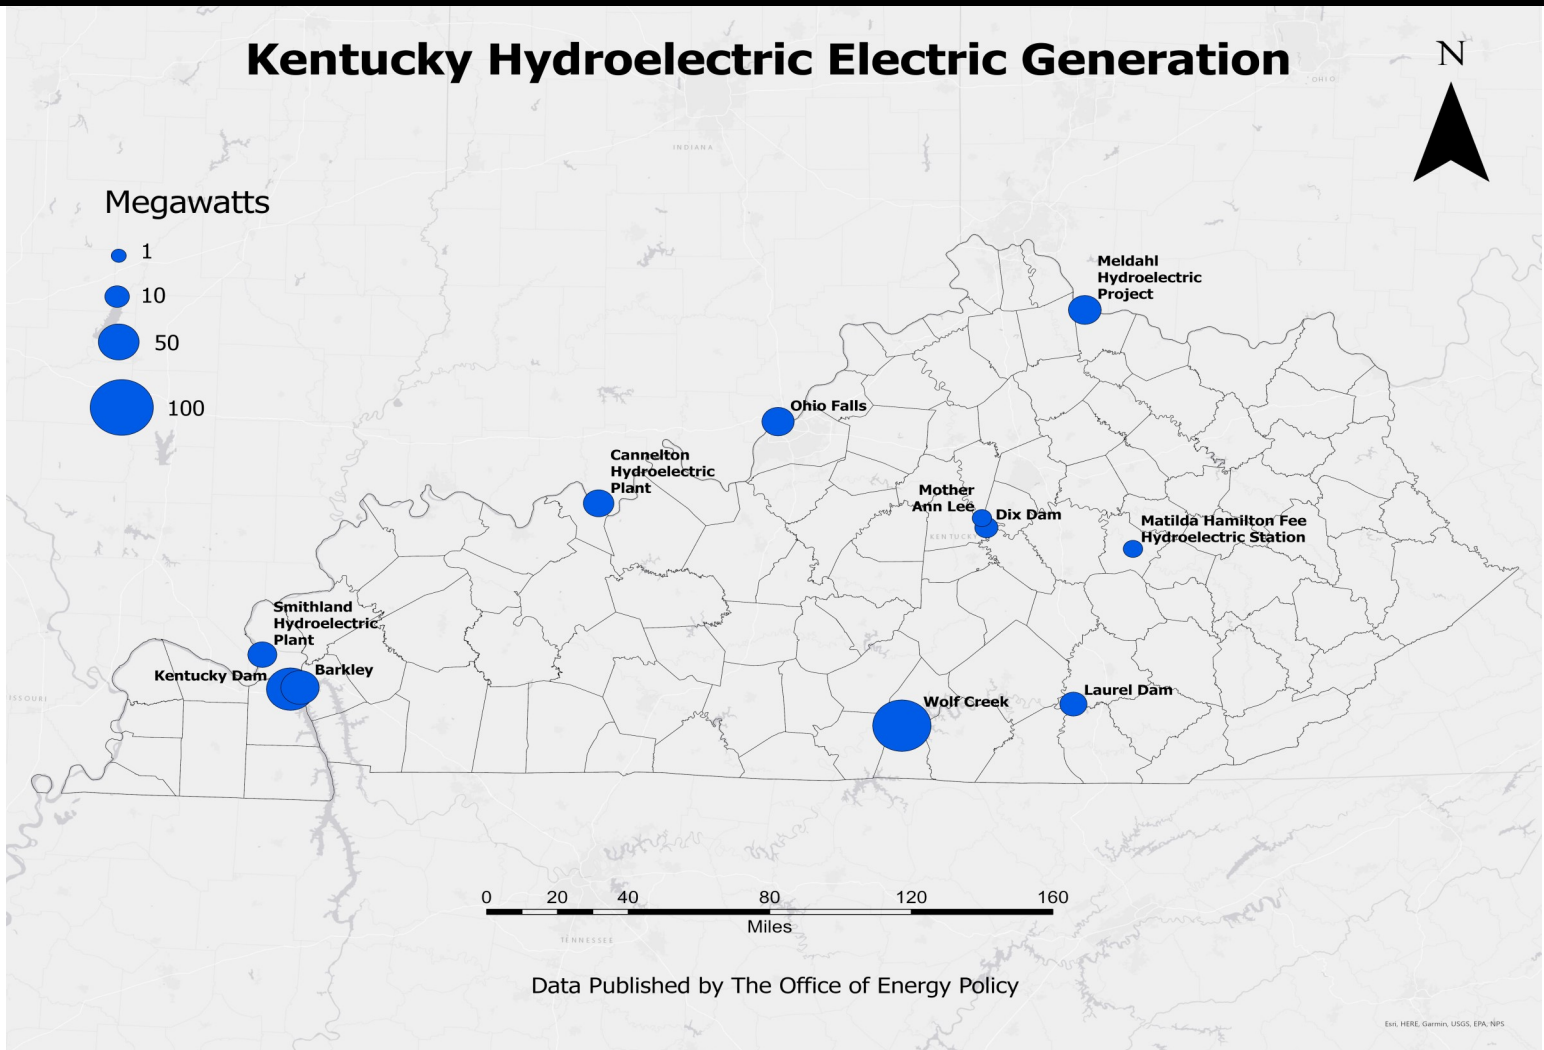 Kentucky Hydroelectric Electric Generation
N
OHIO
INDIANA
Megawatts
1
10
50
100
Meldahl
Hydroelectric
Project
Ohio Falls
Cannelton
Hydroelectric
Plant
Mother
Ann Lee
Dix Dam
KENTUCKY
Matilda Hamilton Fee
Hydroelectric Station
Smithland
Hydroelectric
Plant
Kentucky Dam
Barkley
ISSOURI
Wolf Creek
Laurel Dam
0 20 40 80 120 160
Miles
TENNESSEE
Data Published by The Office of Energy Policy
Esri, HERE, Garmin, USGS, EPA, NPS